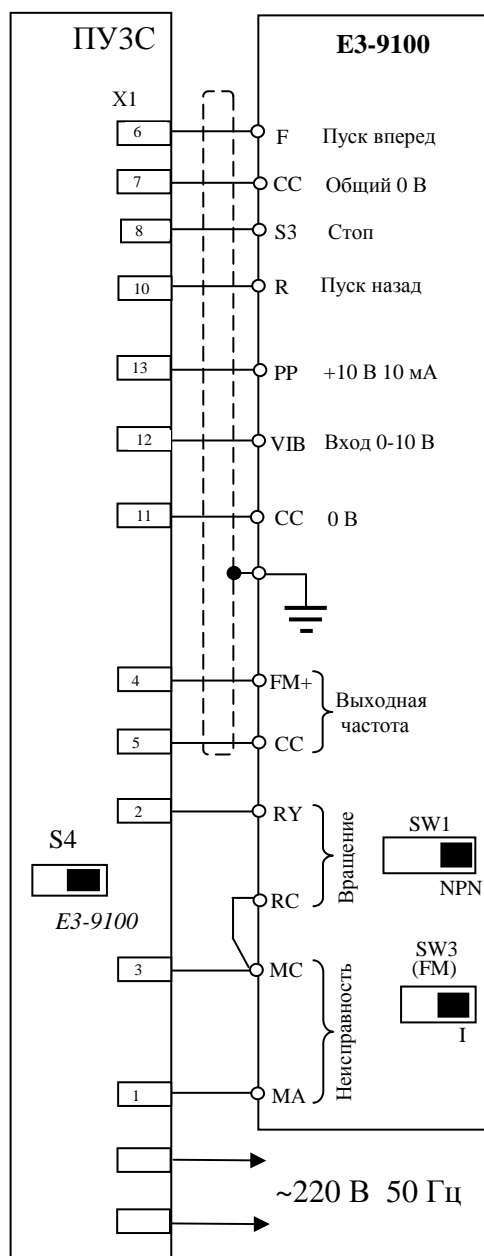 ПУ3С
E3-9100
X1
6
F
Пуск вперед
7
CC
Общий 0 В
8
S3
Стоп
10
R
Пуск назад
13
PP
+10 В 10 мА
12
VIB
Вход 0-10 В
11
CC
0 В
4
FM+
5
CC
Выходная
частота
2
RY
RC
Вращение
SW1
NPN
S4
E3-9100
3
MC
Неисправность
SW3
(FM)
I
1
MA
~220 В 50 Гц